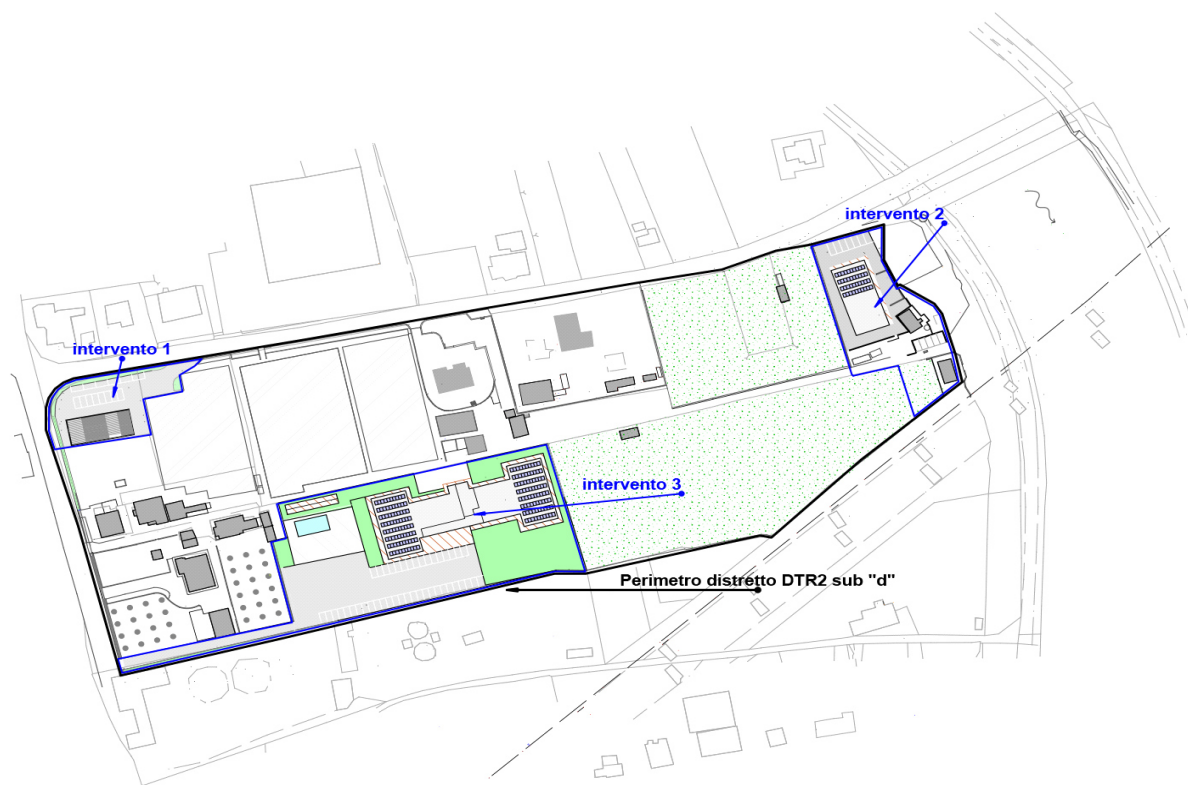 intervento 2
intervento 1
intervento 3
Perimetro distretto DTR2 sub "d"